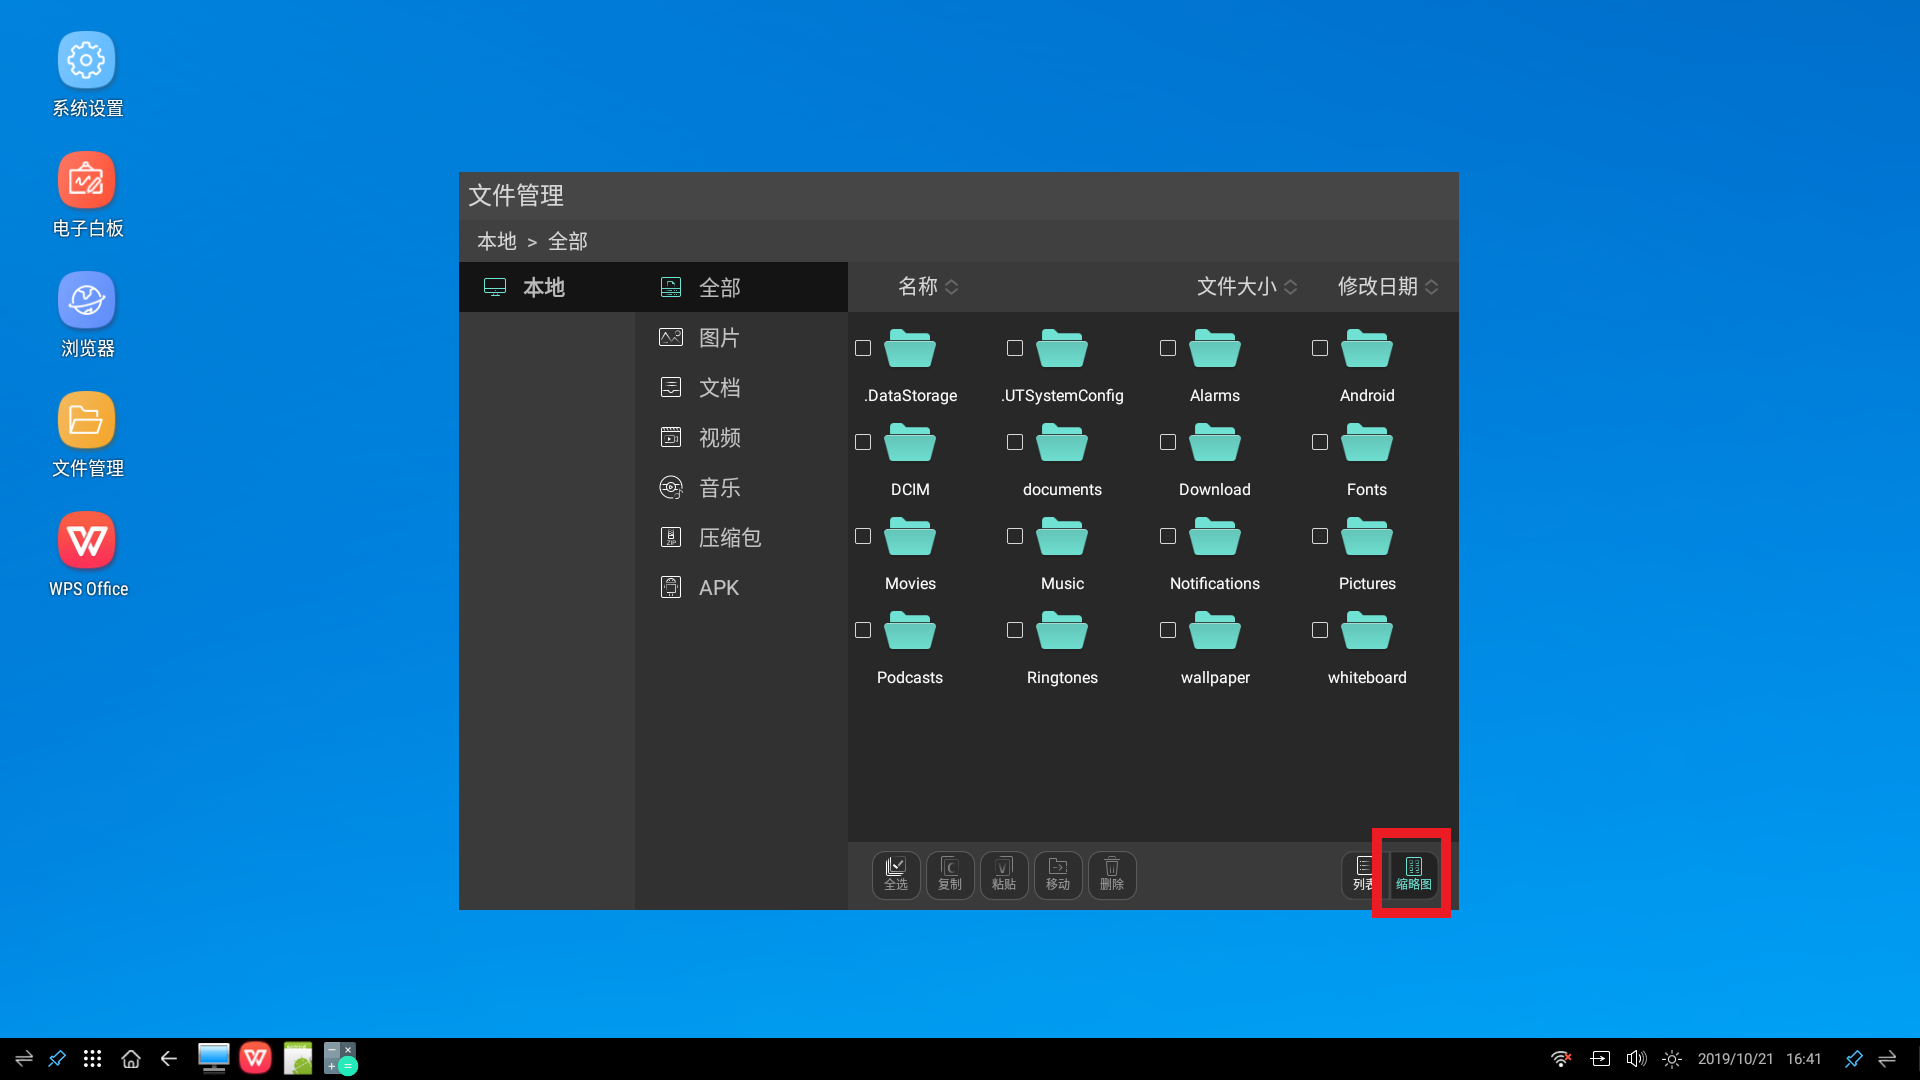 系统设置
电子白板
浏览器
文件管理
WPS Office
文件管理
本地 > 全部
本地
全部
图片
文档
视频
音乐
压缩包
APK
名称 文件大小 修改日期
.DataStorage .UTSystemConfig Alarms Android
DCIM documents Download Fonts
Movies Music Notifications Pictures
Podcasts Ringtones wallpaper whiteboard
全选 复制 粘贴 移动 删除 列表 缩略图
2019/10/21 16:41